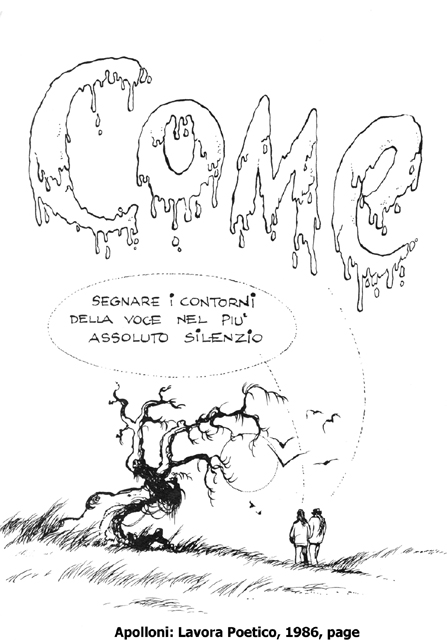 COMe
SEGNARE i CONTORNi
DELLA VOCE NEL PIU'
ASSOLUTO SILENZIO
Apolloni: Lavora Poetico, 1986, page